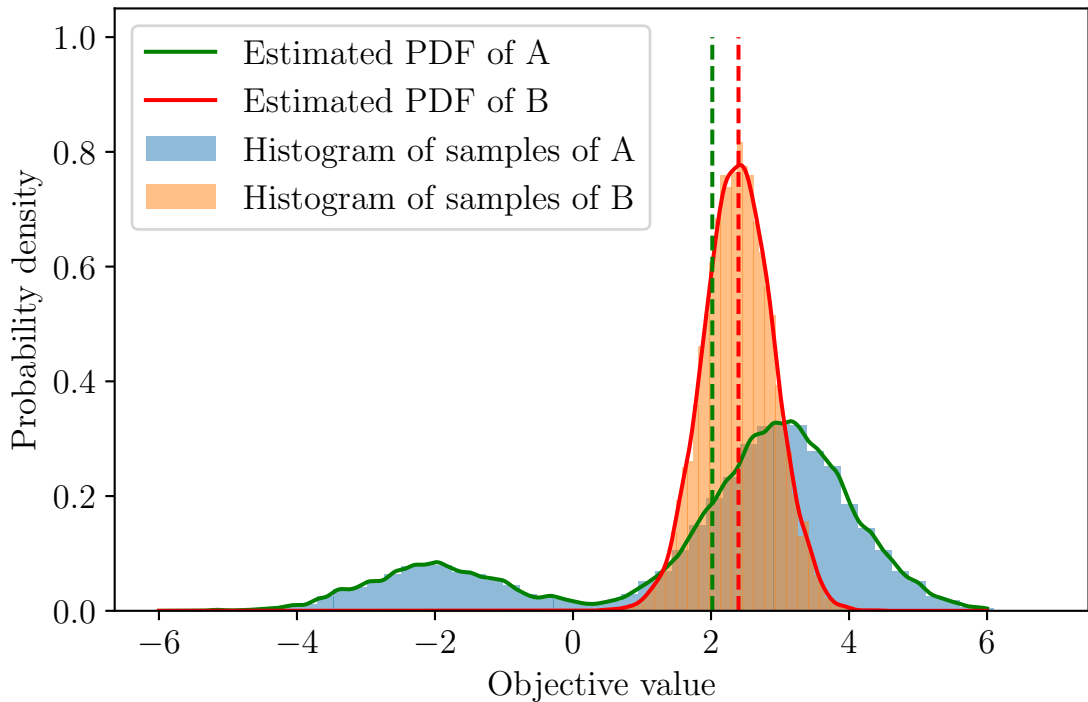 Estimated PDF of A
Estimated PDF of B
Histogram of samples of A
Histogram of samples of B
Probability density
1.0
0.8
0.6
0.4
0.2
0.0
−6 −4 −2 0 2 4 6
Objective value